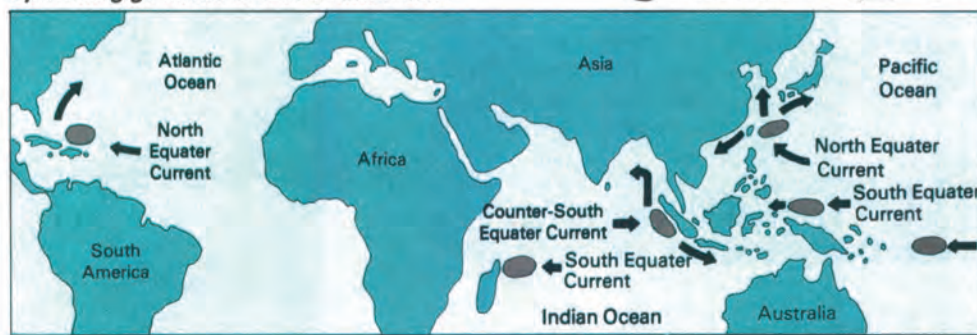 Atlantic
Ocean
North
Equater
Current
South
America
Africa
Asia
Counter-South
Equater Current
South Equater
Current
Indian Ocean
Pacific
Ocean
North Equater
Current
South Equater
Current
Australia